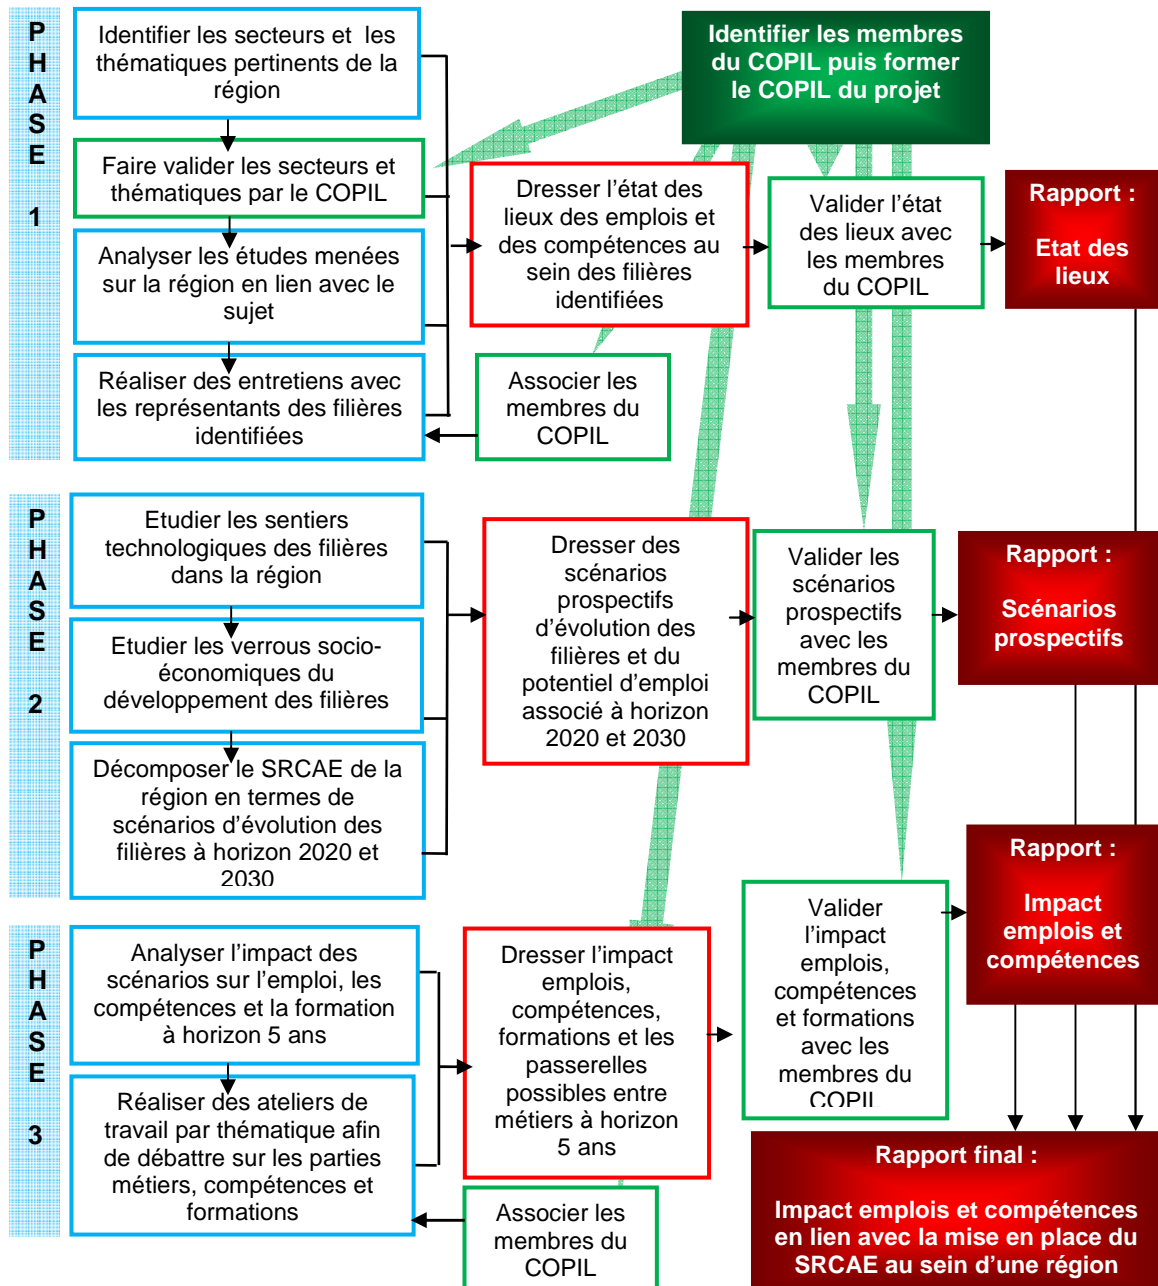 P
H
A
S
E
1
Identifier les secteurs et les
thématiques pertinents de la
région
Faire valider les secteurs et
thématiques par le COPIL
Analyser les études menées
sur la région en lien avec le
sujet
Réaliser des entretiens avec
les représentants des filières
identifiées
Identifier les membres
du COPIL puis former
le COPIL du projet
Dresser l’état des
lieux des emplois et
des compétences au
sein des filières
identifiées
Associer les
membres du
COPIL
Valider l’état
des lieux avec
les membres
du COPIL
Rapport :
Etat des
lieux
P
H
A
S
E
2
Etudier les sentiers
technologiques des filières
dans la région
Etudier les verrous socio-
économiques du
développement des filières
Décomposer le SRCAE de la
région en termes de
scénarios d’évolution des
filières à horizon 2020 et
2030
Dresser des
scénarios
prospectifs
d’évolution des
filières et du
potentiel d’emploi
associé à horizon
2020 et 2030
Valider les
scénarios
prospectifs
avec les
membres du
COPIL
Rapport :
Scénarios
prospectifs
P
H
A
S
E
3
Analyser l’impact des
scénarios sur l’emploi, les
compétences et la formation
à horizon 5 ans
Réaliser des ateliers de
travail par thématique afin
de débattre sur les parties
métiers, compétences et
formations
Dresser l’impact
emplois,
compétences,
formations et les
passerelles
possibles entre
métiers à horizon
5 ans
Associer les
membres du
COPIL
Valider
l’impact
emplois,
compétences
et formations
avec les
membres du
COPIL
Rapport :
Impact
emplois et
compétences
Rapport final :
Impact emplois et compétences
en lien avec la mise en place du
SRCAE au sein d’une région